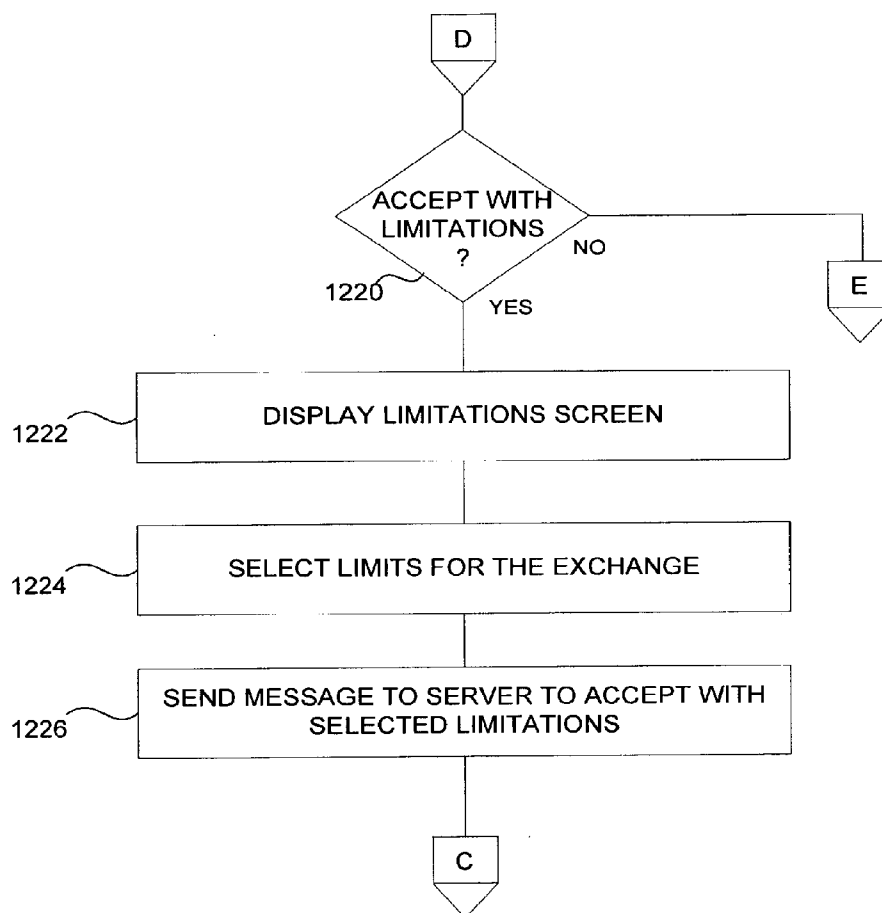 D
ACCEPT WITH
LIMITATIONS
?
NO
1220
E
YES
DISPLAY LIMITATIONS SCREEN
1222
SELECT LIMITS FOR THE EXCHANGE
1224
SEND MESSAGE TO SERVER TO ACCEPT WITH
SELECTED LIMITATIONS
1226
C